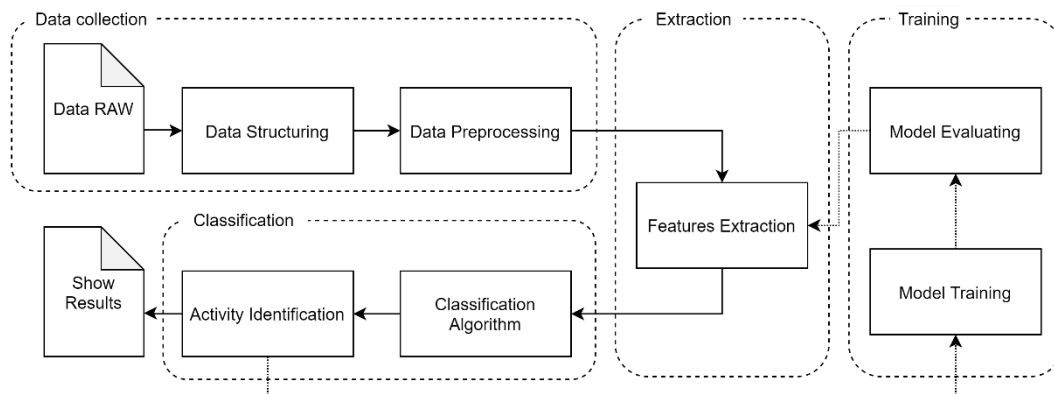 Data collection
Extraction
Training
Data RAW
Data Structuring
Data Preprocessing
Model Evaluating
Features Extraction
Classification
Show
Results
Activity Identification
Classification
Algorithm
Model Training